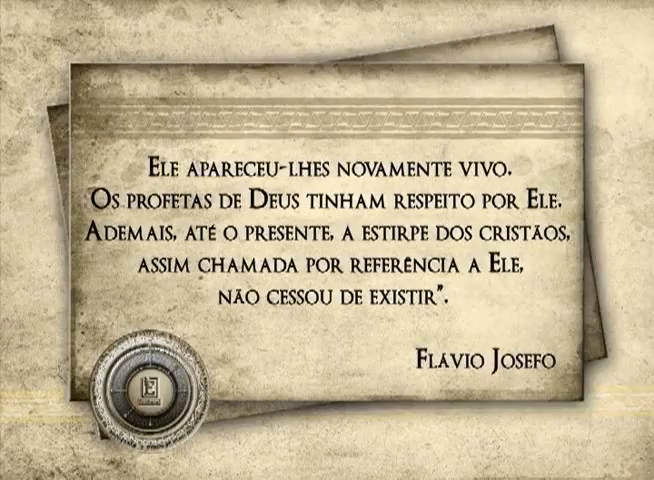 Ele apareceu-lhes novamente vivo.
Os profetas de Deus tinham respeito por Ele.
Ademais, até o presente, a estirpe dos cristãos,
assim chamada por referência a Ele,
não cessou de existir".
Flávio Josefo